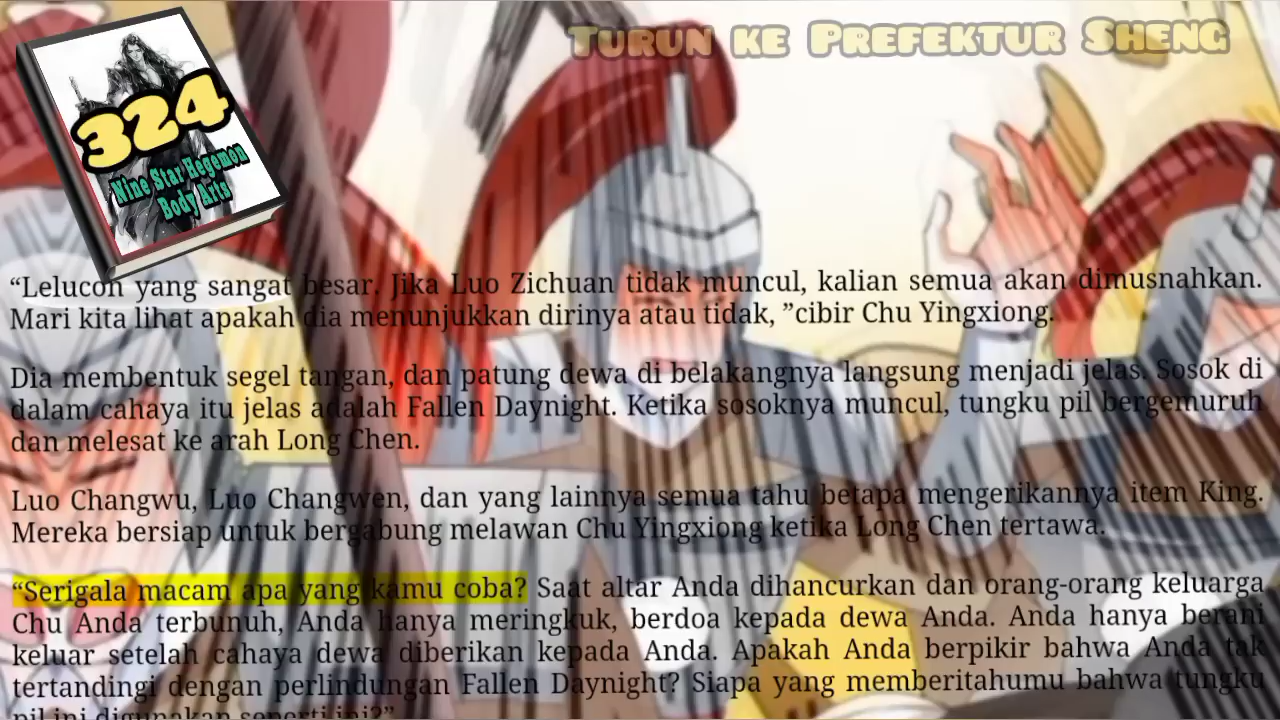 Turun ke Prefektur Sheng
324
Nine Star Hegemon
Body Arts
“Lelucon yang sangat besar. Jika Luo Zichuan tidak muncul, kalian semua akan dimusnahkan.
Mari kita lihat apakah dia menunjukkan dirinya atau tidak, ”cibir Chu Yingxiong.
Dia membentuk segel tangan, dan patung dewa di belakangnya langsung menjadi jelas. Sosok di
dalam cahaya itu jelas adalah Fallen Daynight. Ketika sosoknya muncul, tungku pil bergemuruh
dan melesat ke arah Long Chen.
Luo Changwu, Luo Changwen, dan yang lainnya semua tahu betapa mengerikannya item King.
Mereka bersiap untuk bergabung melawan Chu Yingxiong ketika Long Chen tertawa.
“Serigala macam apa yang kamu coba? Saat altar Anda dihancurkan dan orang-orang keluarga
Chu Anda terbunuh, Anda hanya meringkuk, berdoa kepada dewa Anda. Anda hanya berani
keluar setelah cahaya dewa diberikan kepada Anda. Apakah Anda berpikir bahwa Anda tak
tertandingi dengan perlindungan Fallen Daynight? Siapa yang memberitahumu bahwa tungku
pil ini digunakan seperti ini?”